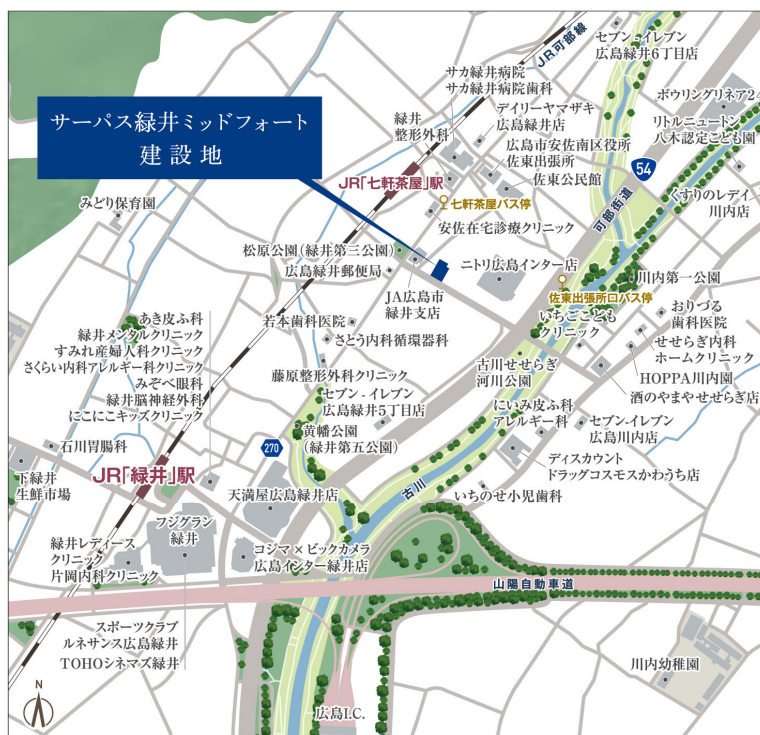 セブン-イレブン
広島緑井6丁目店
JR可部線
サカ緑井病院
サカ緑井病院歯科
ボウリングリネア24
デイリーヤマザキ
広島緑井店
リトルニュートン
八木認定こども園
サーパス緑井ミッドフォート
建設地
緑井
整形外科
広島市安佐南区役所
佐東出張所
54
JR「七軒茶屋」駅
佐東公民館
くすりのレデイ
川内店
みどり保育園
七軒茶屋バス停
可部街道
安佐在宅診療クリニック
松原公園(緑井第三公園)
広島緑井郵便局
ニトリ広島インター店
川内第一公園
JA広島市
緑井支店
佐東出張所口バス停
おりづる
歯科医院
あき皮ふ科
緑井メンタルクリニック
すみれ産婦人科クリニック
さくらい内科アレルギー科クリニック
みぞべ眼科
緑井脳神経外科
にこにこキッズクリニック
若本歯科医院
さとう内科循環器科
いちごこども
クリニック
せせらぎ内科
ホームクリニック
古川せせらぎ
河川公園
HOPPA川内園
藤原整形外科クリニック
酒のやまやせせらぎ店
セブン-イレブン
広島緑井5丁目店
にいみ皮ふ科
アレルギー科
セブン-イレブン
広島川内店
黄幡公園
(緑井第五公園)
270
石川胃腸科
ディスカウント
ドラッグコスモスかわうち店
JR「緑井」駅
下緑井
生鮮市場
天満屋広島緑井店
古川
いちのせ小児歯科
フジグラン
緑井
緑井レディース
クリニック
片岡内科クリニック
コジマ×ビックカメラ
広島インター緑井店
山陽自動車道
スポーツクラブ
ルネサンス広島緑井
TOHOシネマズ緑井
川内幼稚園
N
広島I.C.